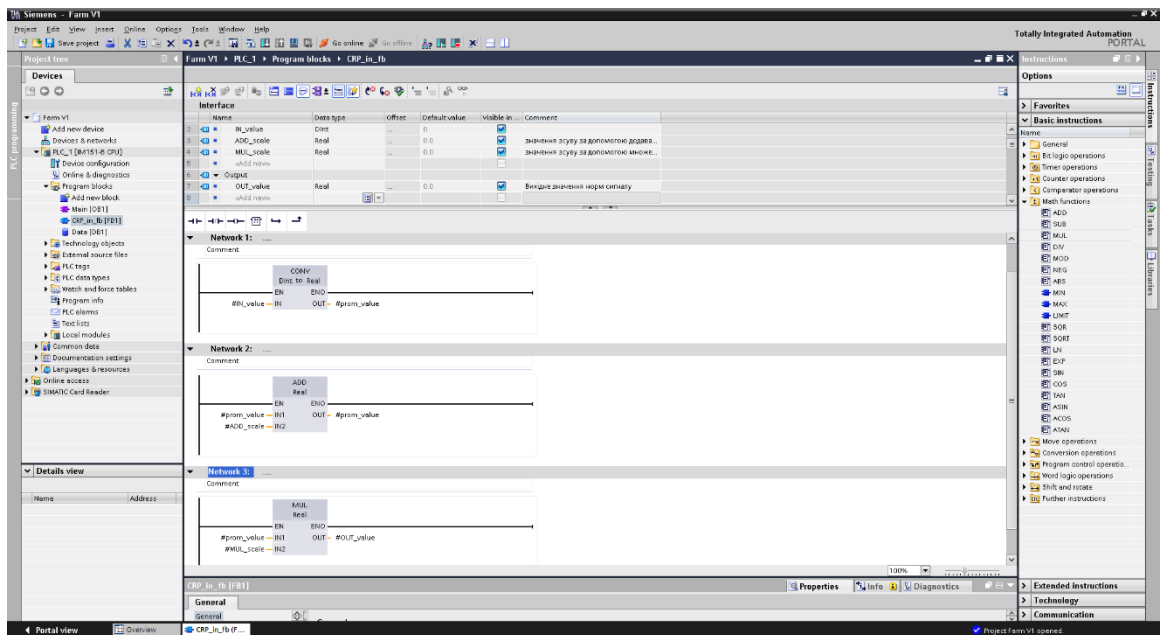 Siemens - Farm V1
Project Edit View Insert Online Options Tools Window Help
Save project Go online Go offline
Totally Integrated Automation
PORTAL
Project tree
Farm V1 PLC_1 Program blocks CRP_in_fb
Instructions
Devices
Options
PLC programming
Farm V1
Add new device
Devices & networks
PLC_1 [IM151-8 CPU]
Device configuration
Online & diagnostics
Program blocks
Add new block
Main [OB1]
CRP_in_fb [FB1]
Data [DB1]
Technology objects
External source files
PLC tags
PLC data types
Watch and force tables
Program info
PLC alarms
Text lists
Local modules
Common data
Documentation settings
Languages & resources
Online access
SIMATIC Card Reader
Details view
Name Address
Interface
Name Data type Offset Default value Visible in ... Comment
2 IN_value DInt ... 0
3 ADD_scale Real ... 0.0 значення зсуву за допомогою додава...
4 MUL_scale Real ... 0.0 значення зсуву за допомогою множе...
5 <Add new>
6 Output
7 OUT_value Real ... 0.0 Вихідне значення норм сигналу
8 <Add new>
Network 1: ....
Comment
CONV
DInt to Real
EN ENO
#IN_value IN OUT #prom_value
Network 2: ....
Comment
ADD
Real
EN ENO
#prom_value IN1 OUT #prom_value
#ADD_scale IN2
Network 3: ....
Comment
MUL
Real
EN ENO
#prom_value IN1 OUT #OUT_value
#MUL_scale IN2
100%
CRP_in_fb [FB1]
Properties Info Diagnostics
General
General
Favorites
Basic instructions
Name
General
Bit logic operations
Timer operations
Counter operations
Comparator operations
Math functions
ADD
SUB
MUL
DIV
MOD
NEG
ABS
MIN
MAX
LIMIT
SQR
SQRT
LN
EXP
SIN
COS
TAN
ASIN
ACOS
ATAN
Move operations
Conversion operations
Program control operatio...
Word logic operations
Shift and rotate
Further instructions
Extended instructions
Technology
Communication
Instructions
Testing
Tasks
Libraries
Portal view Overview CRP_in_fb (F...
Project Farm V1 opened.